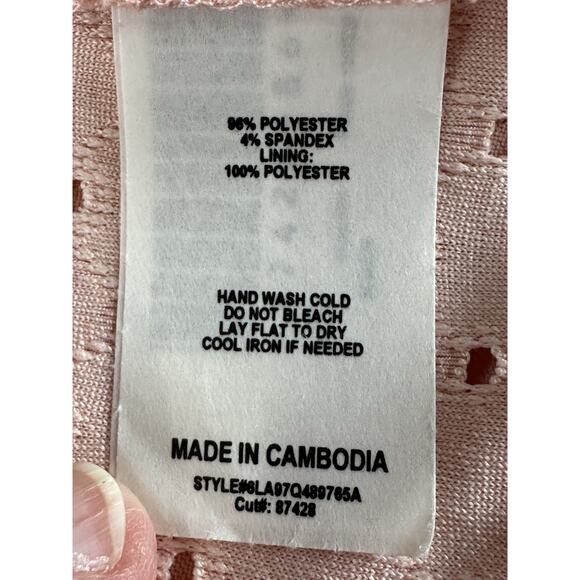 96% POLYESTER
4% SPANDEX
LINING:
100% POLYESTER
HAND WASH COLD
DO NOT BLEACH
LAY FLAT TO DRY
COOL IRON IF NEEDED
MADE IN CAMBODIA
STYLE#6LA97Q489765A
Cut#: 87428